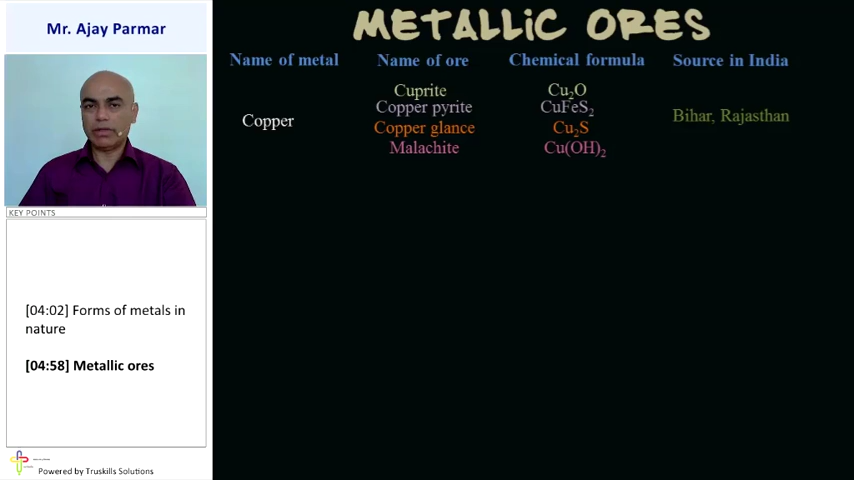 Mr. Ajay Parmar
METALLIC ORES
Name of metal Name of ore Chemical formula Source in India
Cuprite Cu₂O
Copper pyrite CuFeS₂
Copper Bihar, Rajasthan
Copper glance Cu₂S
Malachite Cu(OH)₂
KEY POINTS
[04:02] Forms of metals in
nature
[04:58] Metallic ores
Powered by Truskills Solutions